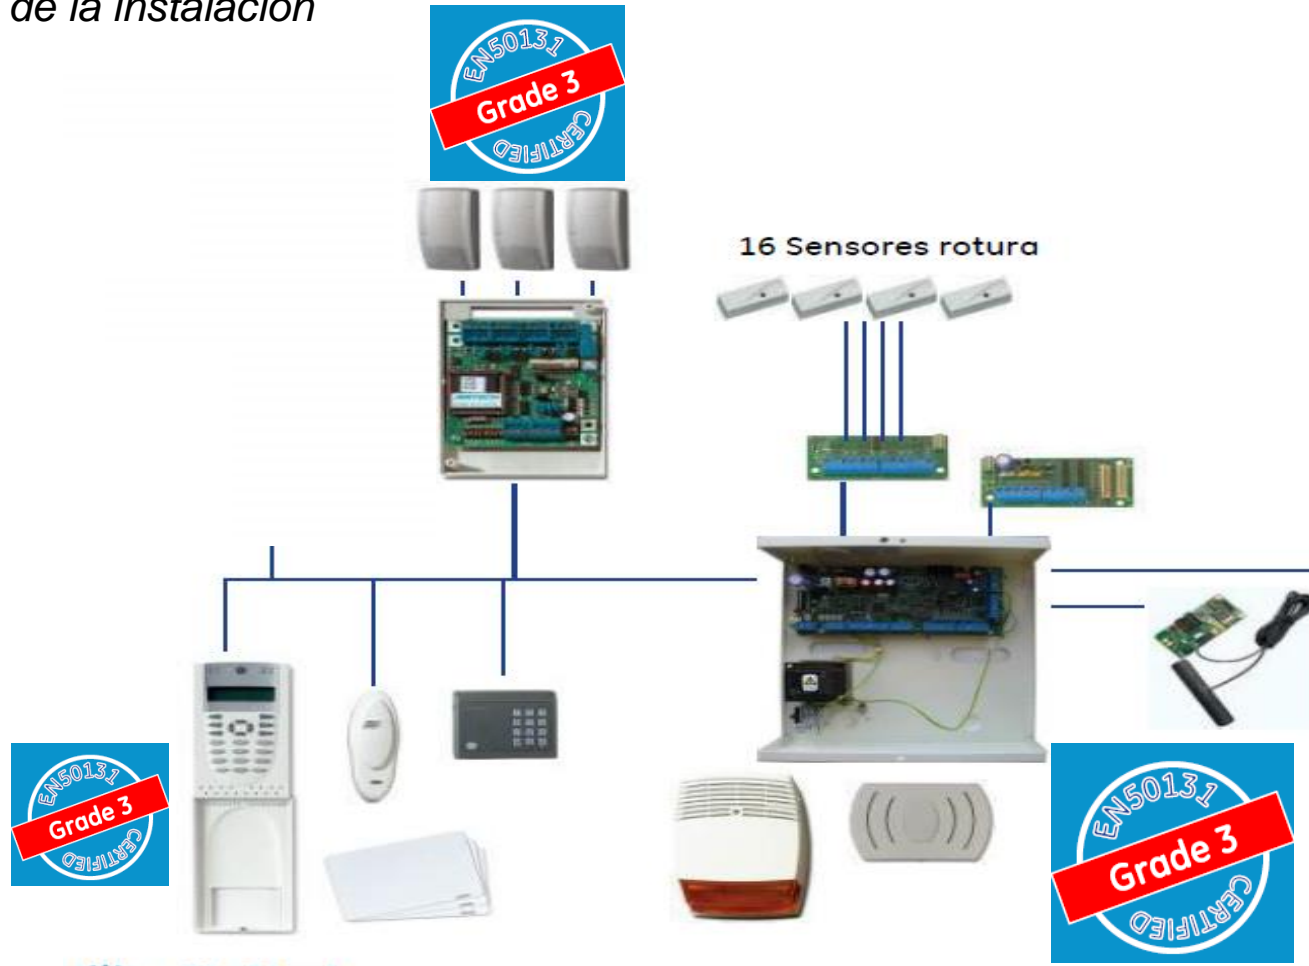 de la instalación
EN50131
Grade 3
CERTIFIED
16 Sensores rotura
EN50131
Grade 3
CERTIFIED
EN50131
Grade 3
CERTIFIED